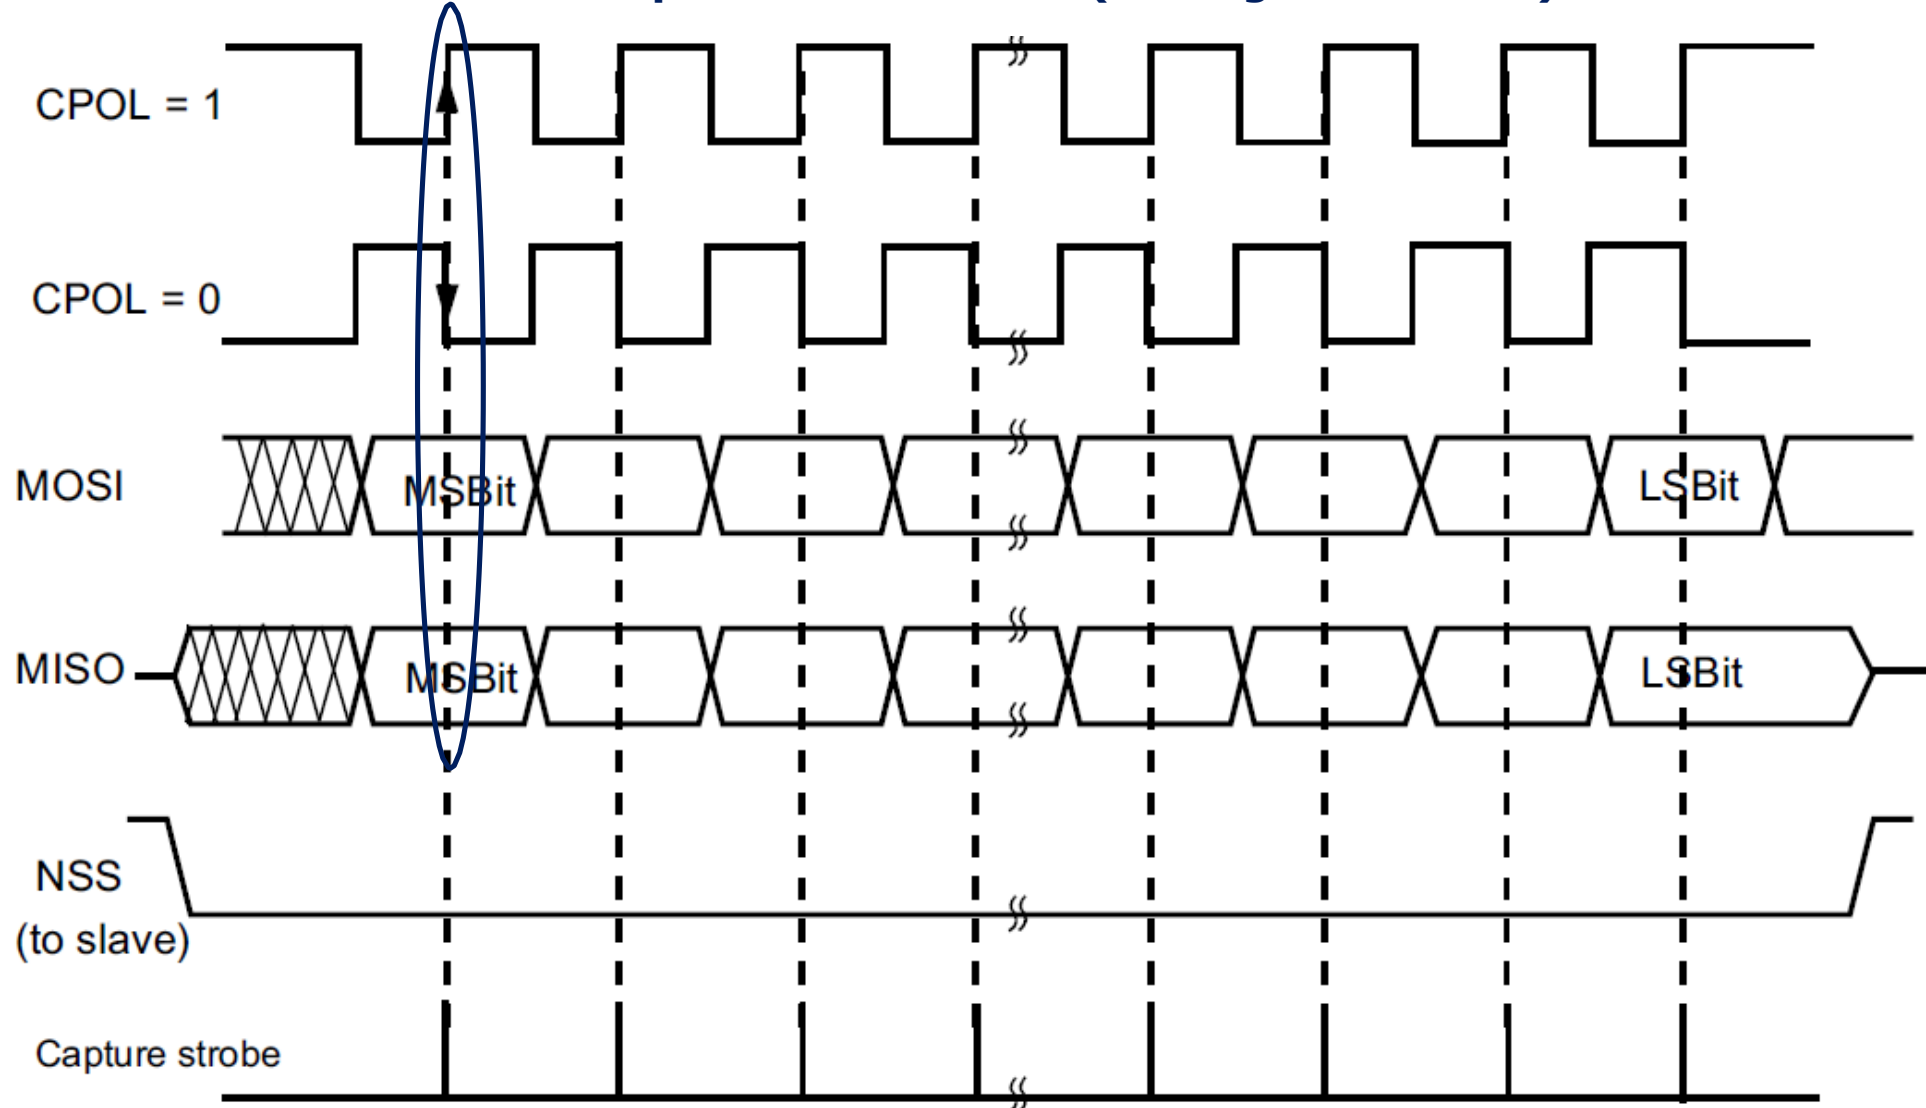 CPOL = 1
CPOL = 0
MOSI
MSBit
LSBit
MISO
MSBit
LSBit
NSS
(to slave)
Capture strobe